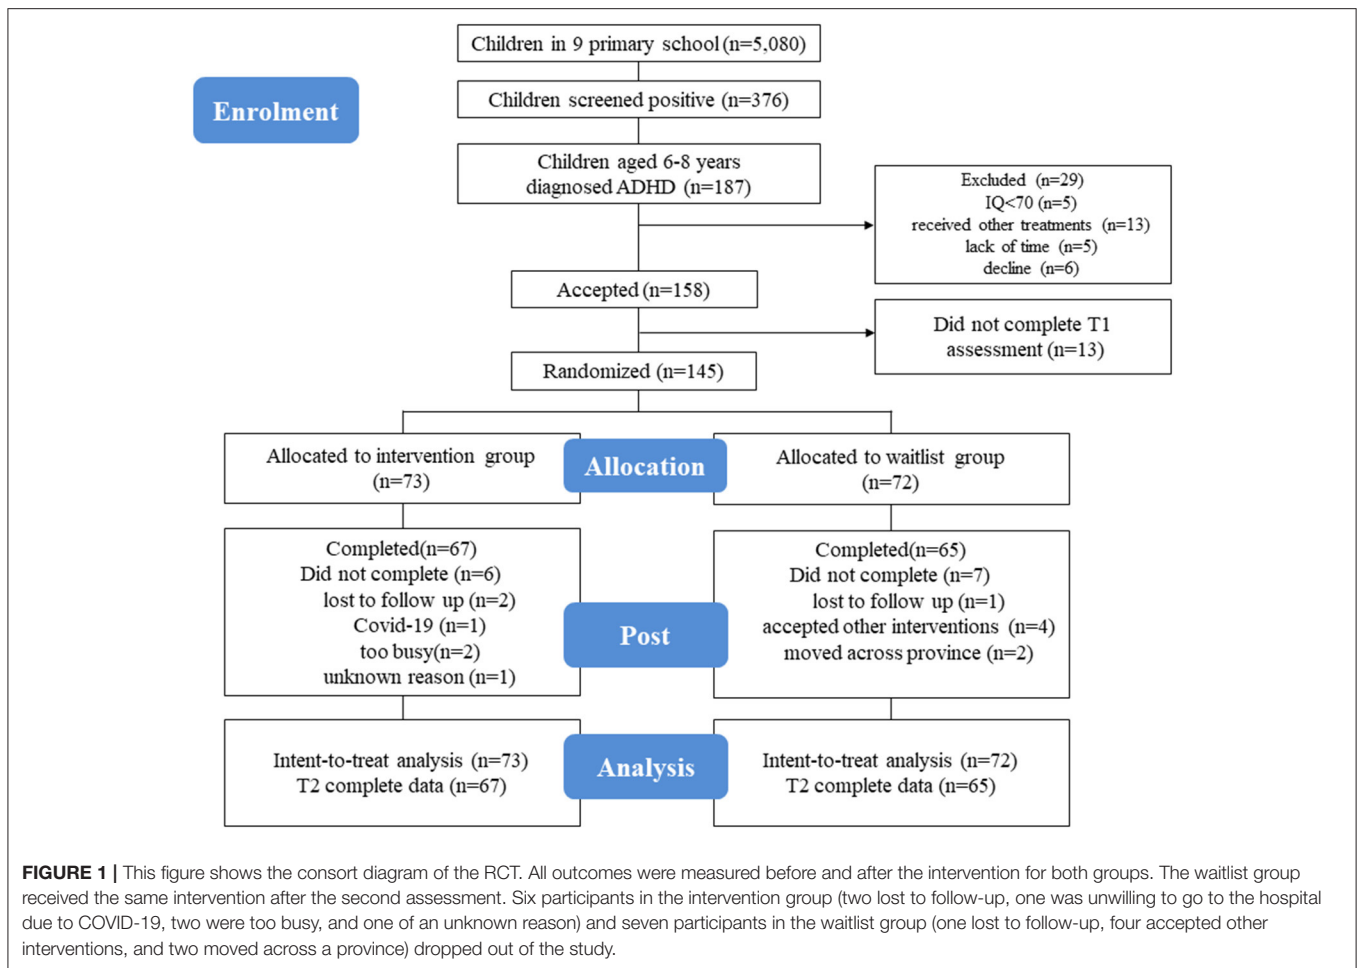 Children in 9 primary school (n=5,080)
Enrolment
Children screened positive (n=376)
Children aged 6-8 years
diagnosed ADHD (n=187)
Excluded (n=29)
IQ<70 (n=5)
received other treatments (n=13)
lack of time (n=5)
decline (n=6)
Accepted (n=158)
Did not complete T1
assessment (n=13)
Randomized (n=145)
Allocated to intervention group
(n=73)
Allocation
Allocated to waitlist group
(n=72)
Completed(n=67)
Did not complete (n=6)
lost to follow up (n=2)
Covid-19 (n=1)
too busy(n=2)
unknown reason (n=1)
Post
Completed(n=65)
Did not complete (n=7)
lost to follow up (n=1)
accepted other interventions (n=4)
moved across province (n=2)
Intent-to-treat analysis (n=73)
T2 complete data (n=67)
Analysis
Intent-to-treat analysis (n=72)
T2 complete data (n=65)
FIGURE 1 | This figure shows the consort diagram of the RCT. All outcomes were measured before and after the intervention for both groups. The waitlist group
received the same intervention after the second assessment. Six participants in the intervention group (two lost to follow-up, one was unwilling to go to the hospital
due to COVID-19, two were too busy, and one of an unknown reason) and seven participants in the waitlist group (one lost to follow-up, four accepted other
interventions, and two moved across a province) dropped out of the study.